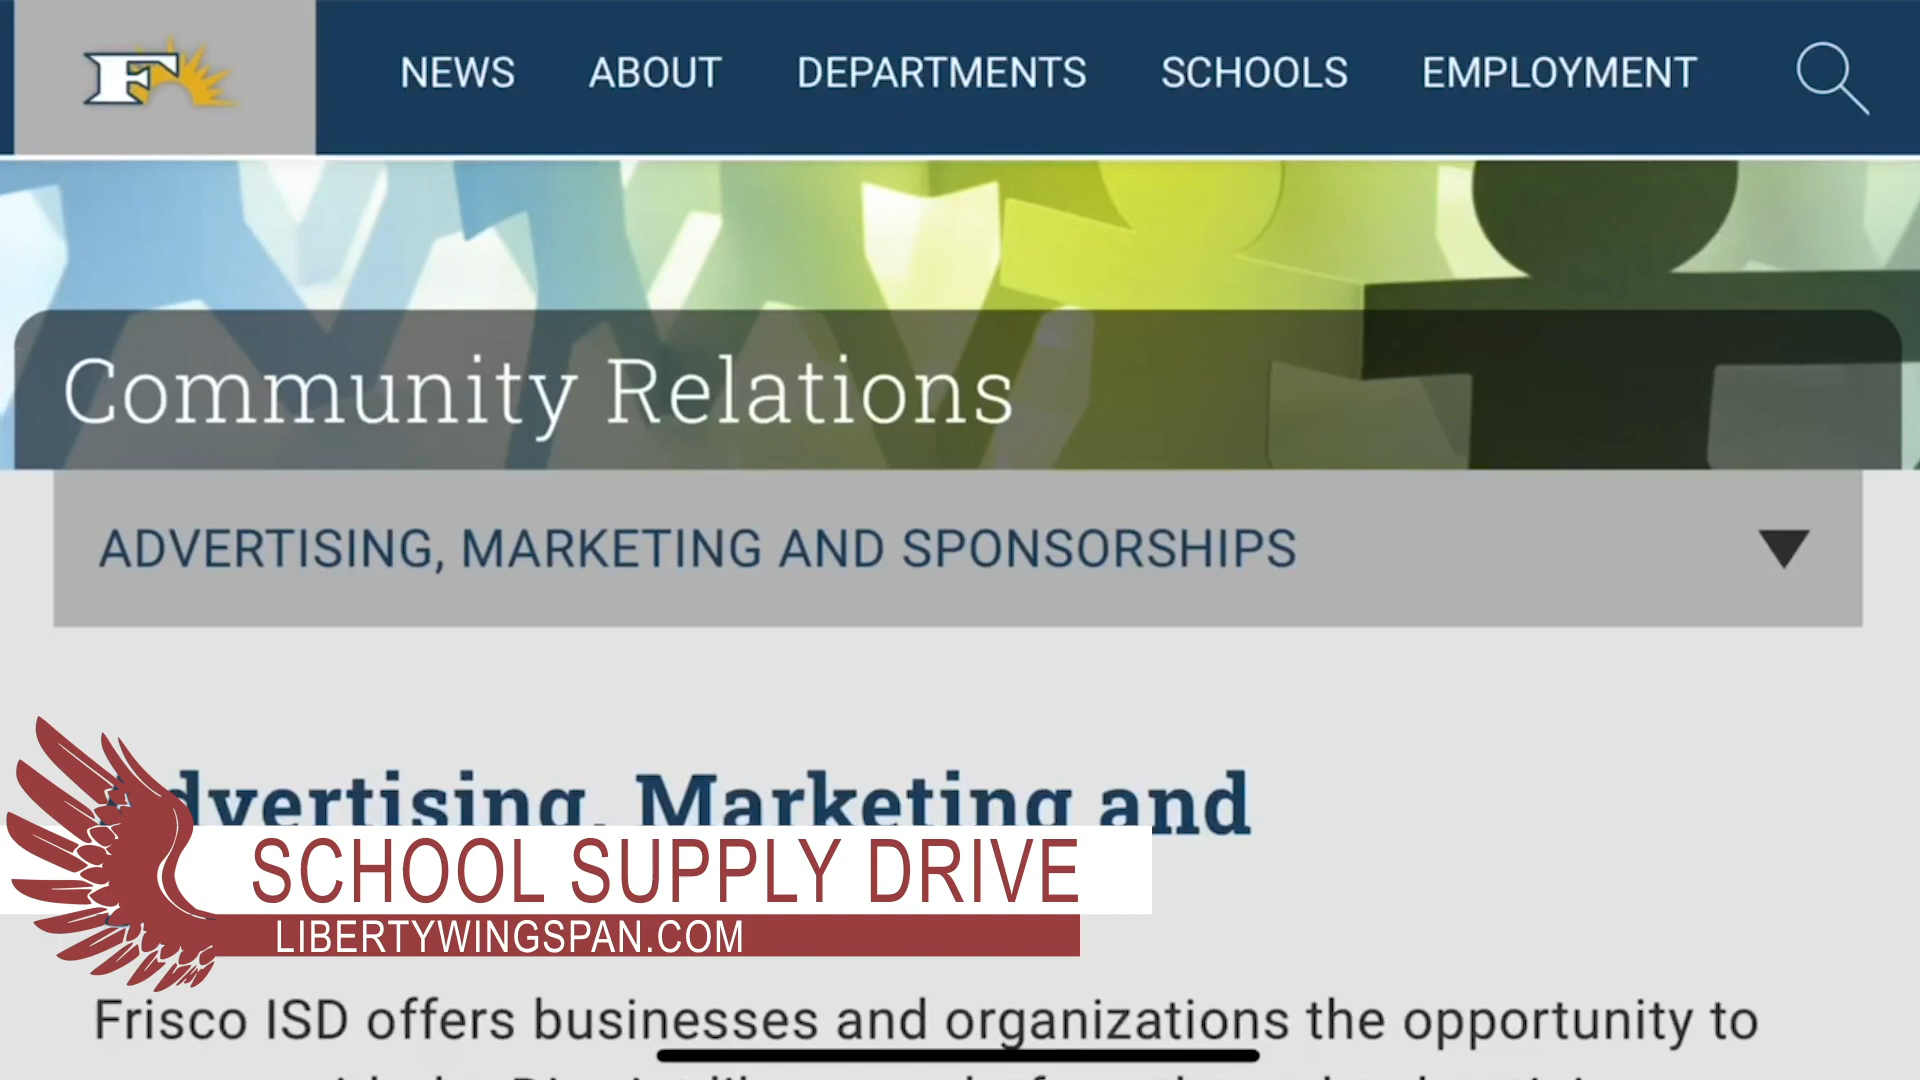 F
NEWS ABOUT DEPARTMENTS SCHOOLS EMPLOYMENT
Community Relations
ADVERTISING, MARKETING AND SPONSORSHIPS
Advertising, Marketing and
SCHOOL SUPPLY DRIVE
LIBERTYWINGSPAN.COM
Frisco ISD offers businesses and organizations the opportunity to